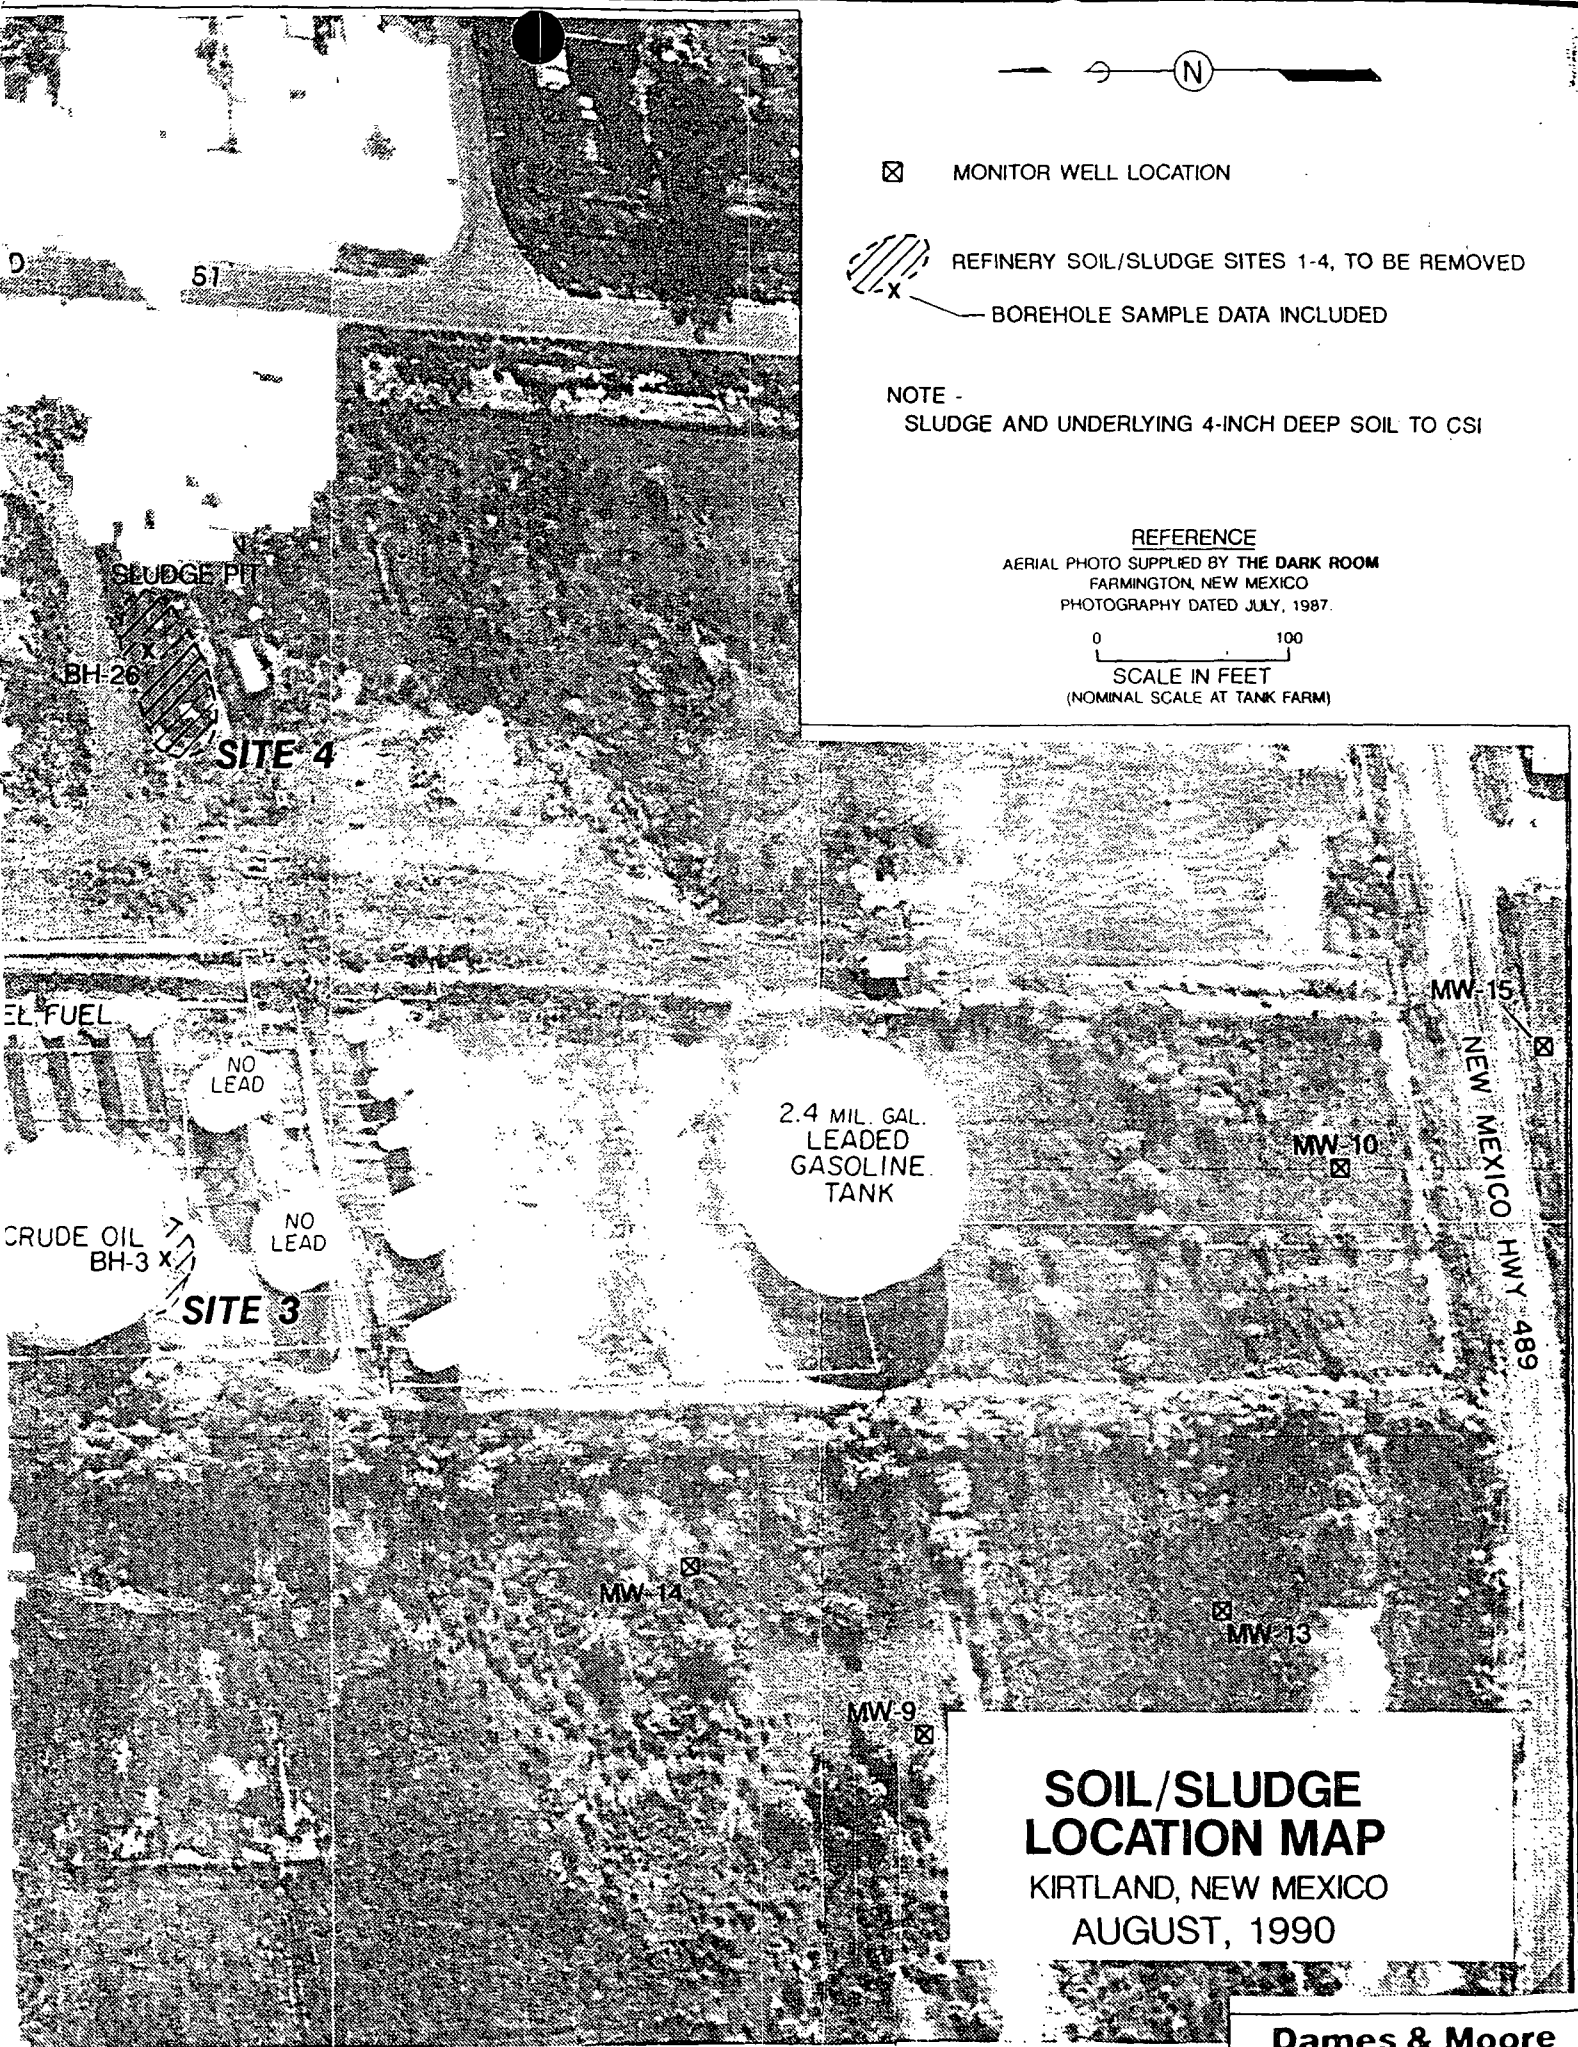 N
MONITOR WELL LOCATION
REFINERY SOIL/SLUDGE SITES 1-4, TO BE REMOVED
X
BOREHOLE SAMPLE DATA INCLUDED
NOTE -
SLUDGE AND UNDERLYING 4-INCH DEEP SOIL TO CSI
REFERENCE
AERIAL PHOTO SUPPLIED BY THE DARK ROOM
FARMINGTON, NEW MEXICO
PHOTOGRAPHY DATED JULY, 1987.
0 100
SCALE IN FEET
(NOMINAL SCALE AT TANK FARM)
SLUDGE PIT
X
BH-26
SITE 4
EL FUEL
NO
LEAD
2.4 MIL. GAL.
LEADED
GASOLINE
TANK
MW-15
MW-10
NEW MEXICO HWY 489
CRUDE OIL
BH-3 X
NO
LEAD
SITE 3
MW-14
MW-13
MW-9
SOIL/SLUDGE
LOCATION MAP
KIRTLAND, NEW MEXICO
AUGUST, 1990
Dames & Moore